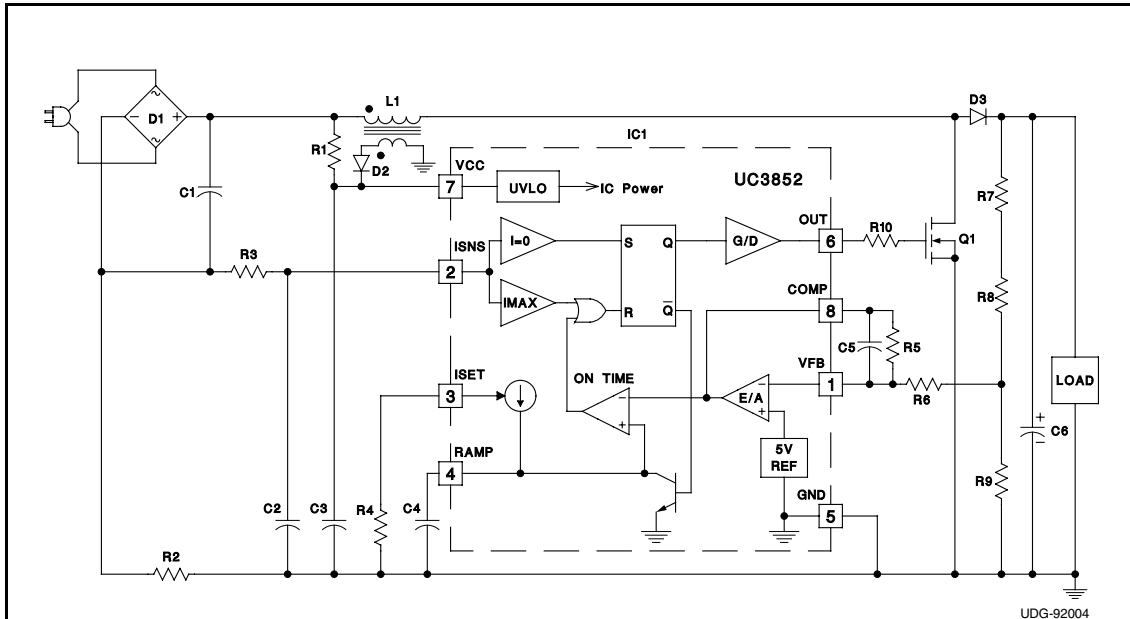 L1
D3
D1
+
IC1
R1
D2
VCC
UC3852
7
UVLO
IC Power
R7
C1
OUT
ISNS
I=0
S
Q
G/D
6
R10
Q1
R3
2
COMP
IMAX
R
Q
8
R8
C5
R5
VFB
ISET
ON TIME
E/A
1
R6
LOAD
3
+
C6
RAMP
5V
REF
4
GND
R9
C2
C3
R4
C4
5
R2
UDG-92004